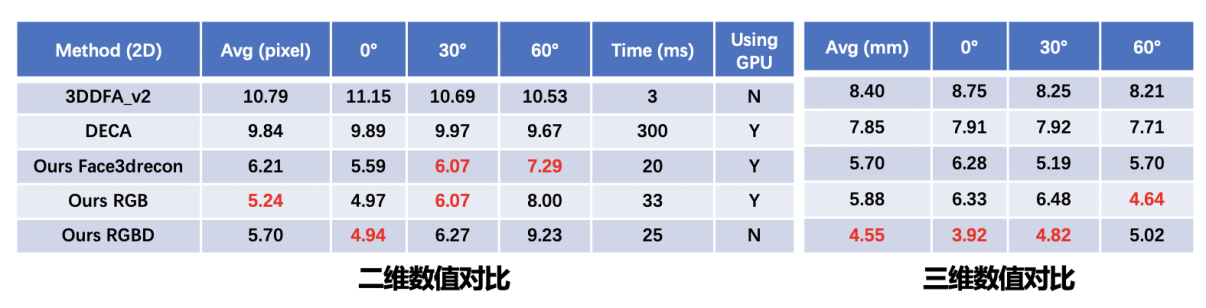 Method (2D) Avg (pixel) 0° 30° 60° Time (ms) Using GPU
3DDFA_v2 10.79 11.15 10.69 10.53 3 N
DECA 9.84 9.89 9.97 9.67 300 Y
Ours Face3drecon 6.21 5.59 6.07 7.29 20 Y
Ours RGB 5.24 4.97 6.07 8.00 33 Y
Ours RGBD 5.70 4.94 6.27 9.23 25 N
二维数值对比
Avg (mm) 0° 30° 60°
8.40 8.75 8.25 8.21
7.85 7.91 7.92 7.71
5.70 6.28 5.19 5.70
5.88 6.33 6.48 4.64
4.55 3.92 4.82 5.02
三维数值对比